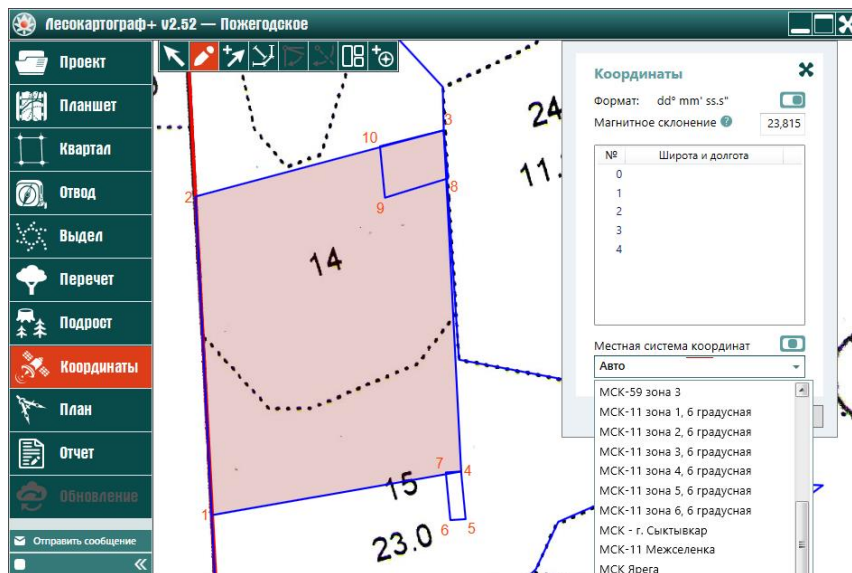 Лесокартограф+ v2.52 — Пожегодское
Проект
Планшет
Квартал
Отвод
Выдел
Перечет
Подрост
Координаты
План
Отчет
Обновление
Отправить сообщение
3
10
2
8
9
14
24
11.
7
4
15
1
6
5
23.0
Координаты
Формат: dd° mm' ss.s"
Магнитное склонение ? 23,815
№ Широта и долгота
0
1
2
3
4
Местная система координат
Авто
МСК-59 зона 3
МСК-11 зона 1, 6 градусная
МСК-11 зона 2, 6 градусная
МСК-11 зона 3, 6 градусная
МСК-11 зона 4, 6 градусная
МСК-11 зона 5, 6 градусная
МСК-11 зона 6, 6 градусная
МСК - г. Сыктывкар
МСК-11 Межселенка
МСК Ярега